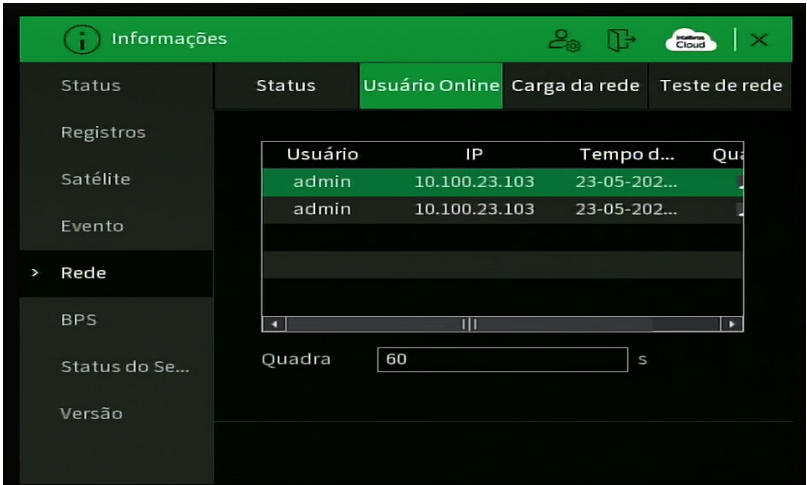 Informações
intelbras
Cloud
Status
Registros
Satélite
Evento
> Rede
BPS
Status do Se...
Versão
Status Usuário Online Carga da rede Teste de rede
Usuário IP Tempo d...
admin 10.100.23.103 23-05-202...
admin 10.100.23.103 23-05-202...
Quadra 60 s